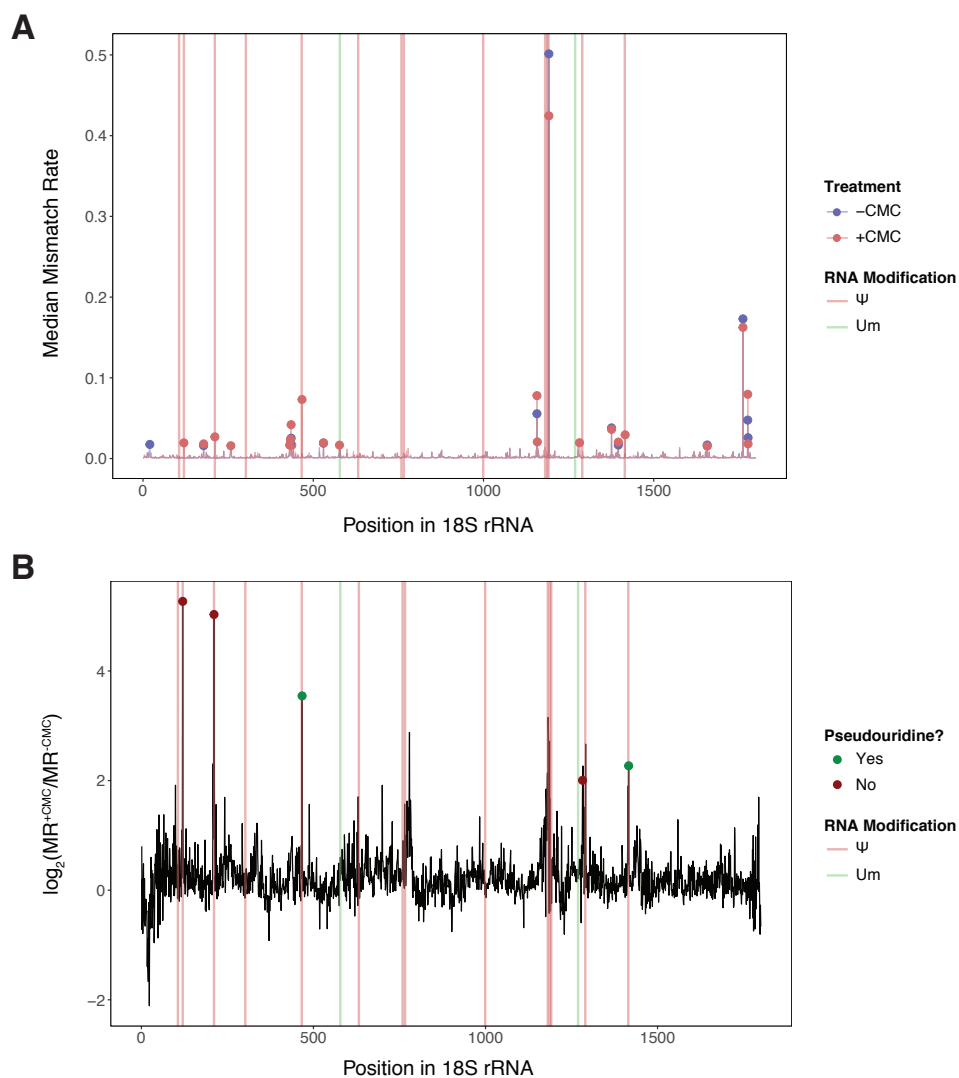 A
Median Mismatch Rate
0.5
0.4
0.3
0.2
0.1
0.0
0
500
1000
1500
Position in 18S rRNA
Treatment
−CMC
+CMC
RNA Modification
Ψ
Um
B
log2(MR+CMC/MR-CMC)
4
2
0
−2
0
500
1000
1500
Position in 18S rRNA
Pseudouridine?
Yes
No
RNA Modification
Ψ
Um